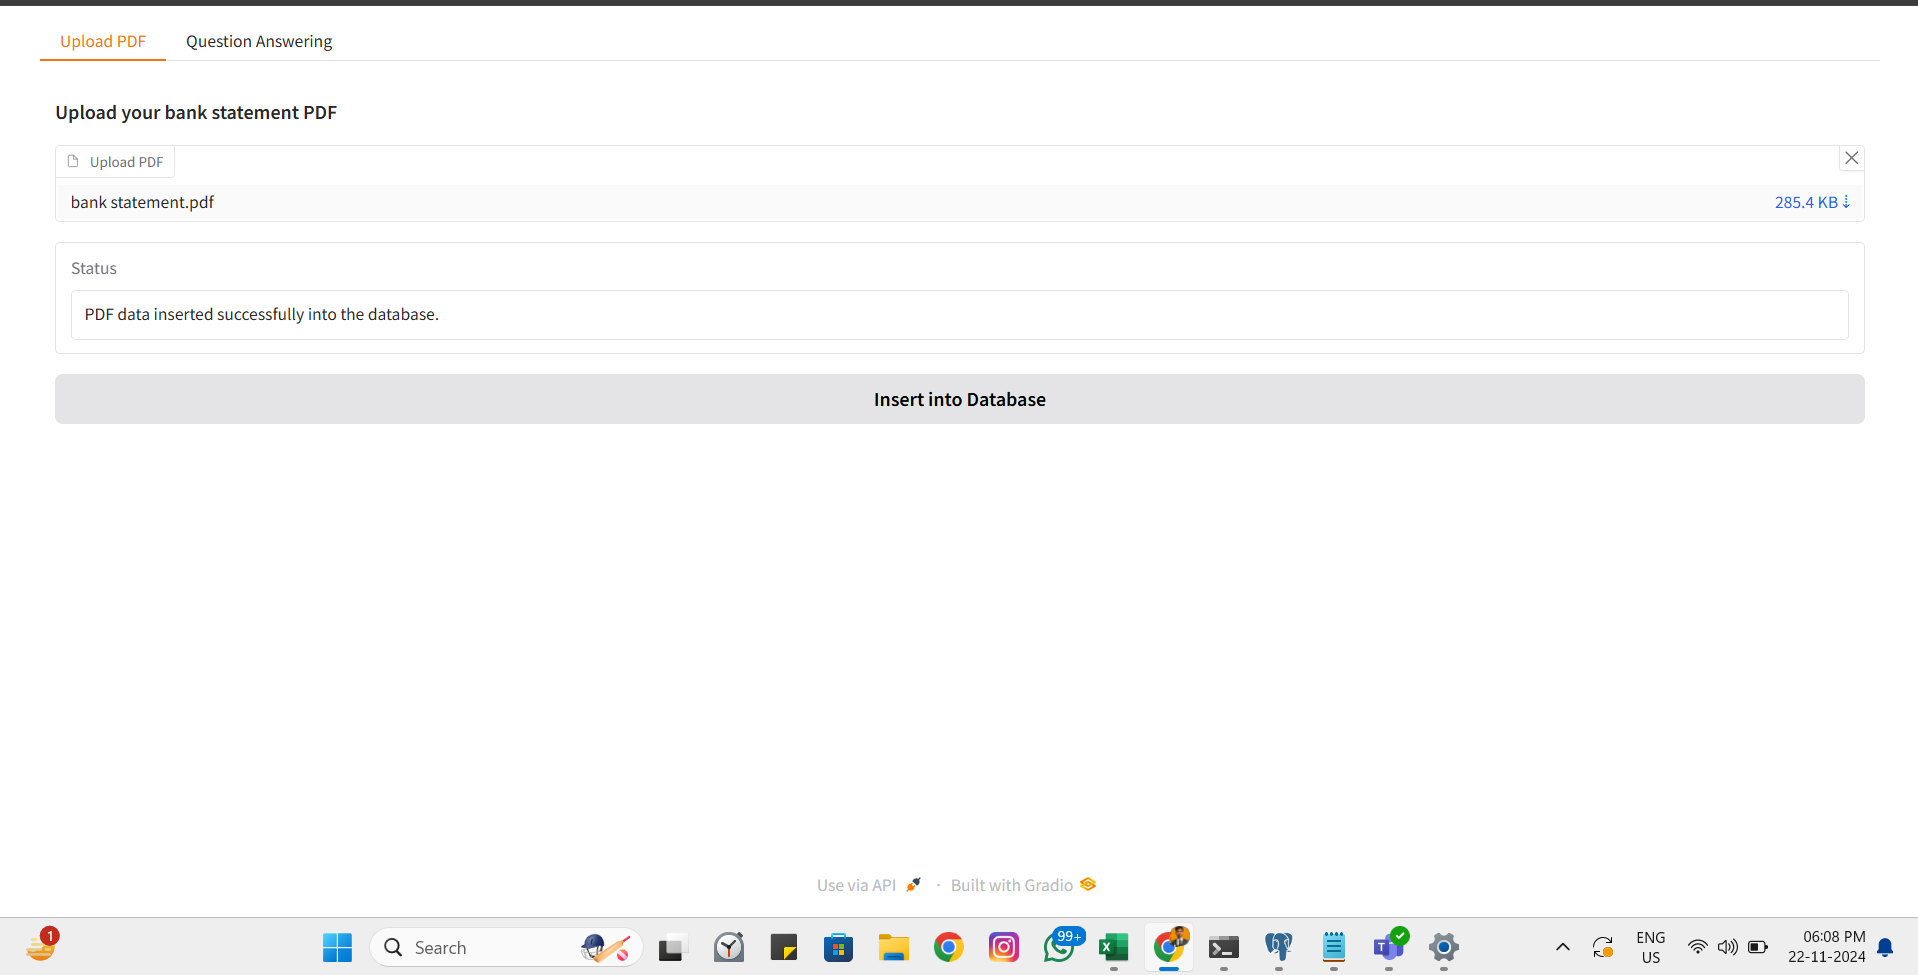 Upload PDF
Question Answering
Upload your bank statement PDF
Upload PDF
bank statement.pdf
285.4 KB ↓
Status
PDF data inserted successfully into the database.
Insert into Database
Use via API · Built with Gradio
1
Search
99+
ENG
US
06:08 PM
22-11-2024